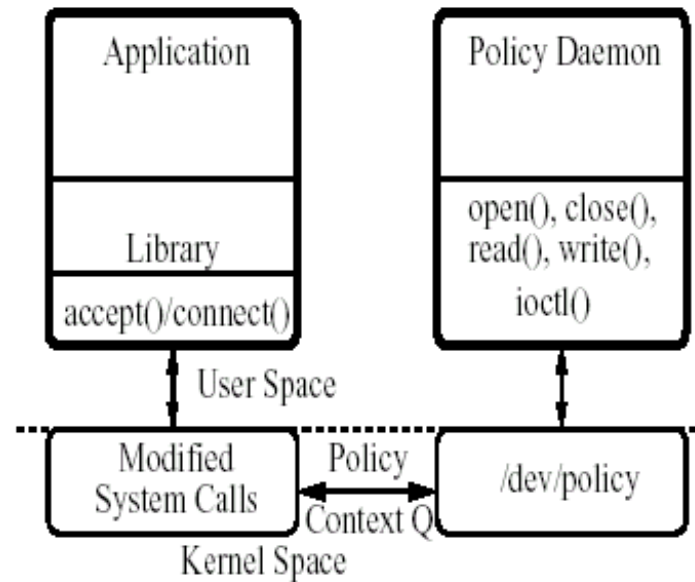 Application
Library
accept()/connect()
Policy Daemon
open(), close(),
read(), write(),
ioctl()
User Space
Modified
System Calls
Policy
Context Q
/dev/policy
Kernel Space